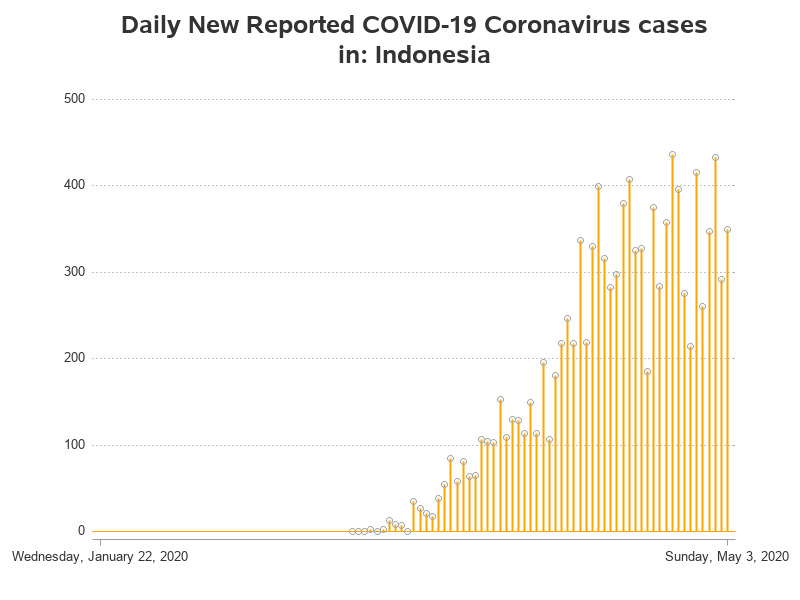 Daily New Reported COVID-19 Coronavirus cases
in: Indonesia
500
400
300
200
100
0
Wednesday, January 22, 2020
Sunday, May 3, 2020